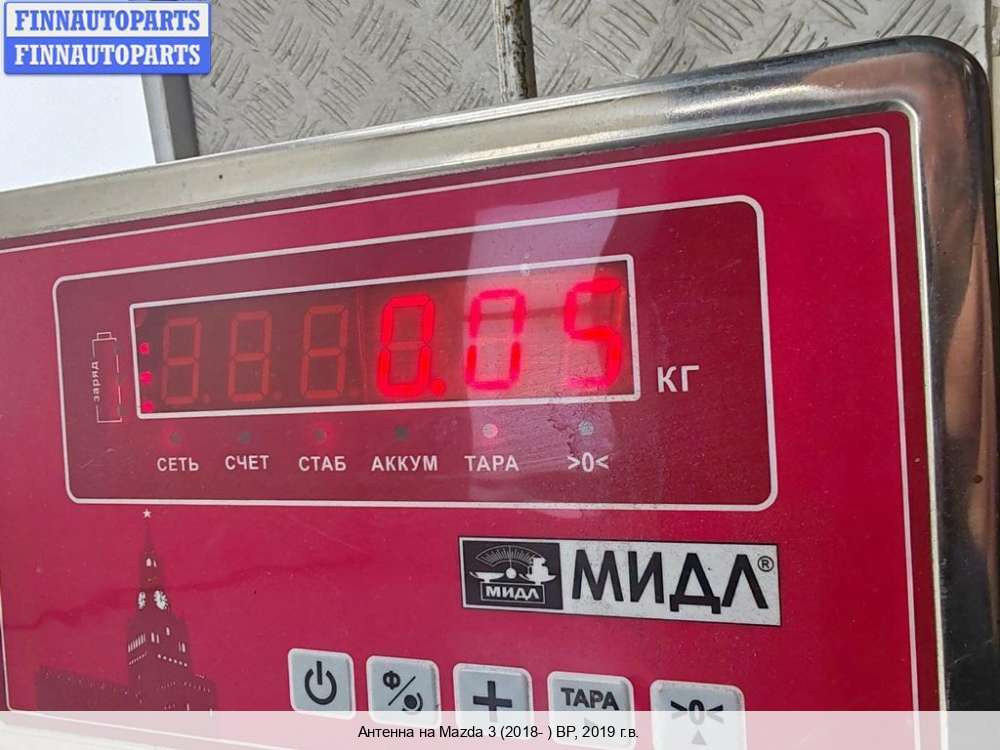 FINNAUTOPARTS
FINNAUTOPARTS
заряд
0.05 КГ
СЕТЬ СЧЕТ СТАБ АККУМ ТАРА >0<
МИДЛ
МИДЛ®
Ф
ТАРА
>0<
Антенна на Mazda 3 (2018- ) BP, 2019 г.в.